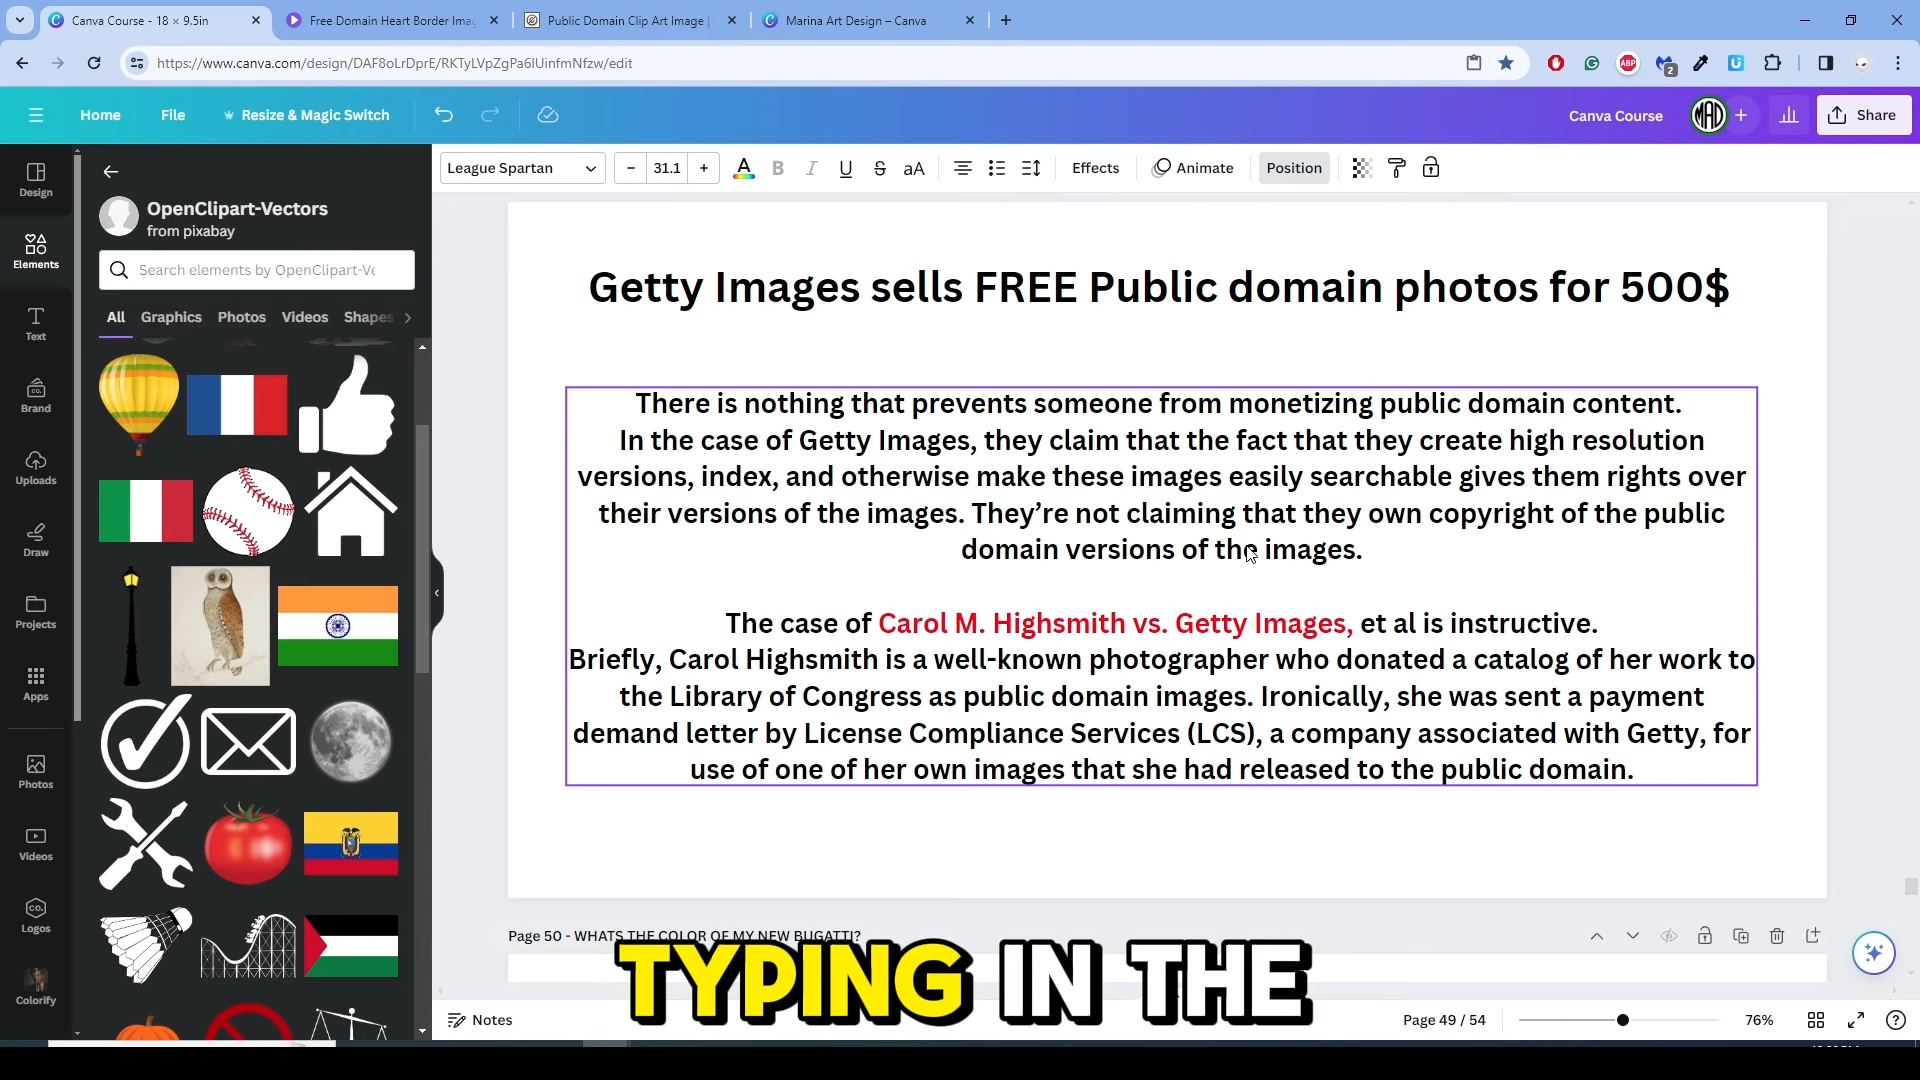 Canva Course - 18 × 9.5in
Free Domain Heart Border Imag
Public Domain Clip Art Image |
Marina Art Design – Canva
https://www.canva.com/design/DAF8oLrDprE/RKTyLVpZgPa6IUinfmNfzw/edit
ABP
2
Home
File
Resize & Magic Switch
Canva Course
MAD
Share
Design
Elements
Text
Brand
Uploads
Draw
Projects
Apps
Photos
Videos
Logos
Colorify
OpenClipart-Vectors
from pixabay
Search elements by OpenClipart-Ve
All
Graphics
Photos
Videos
Shapes
League Spartan
– 31.1 +
A B I U S aA
Effects
Animate
Position
Getty Images sells FREE Public domain photos for 500$
There is nothing that prevents someone from monetizing public domain content.
In the case of Getty Images, they claim that the fact that they create high resolution
versions, index, and otherwise make these images easily searchable gives them rights over
their versions of the images. They’re not claiming that they own copyright of the public
domain versions of the images.
The case of Carol M. Highsmith vs. Getty Images, et al is instructive.
Briefly, Carol Highsmith is a well-known photographer who donated a catalog of her work to
the Library of Congress as public domain images. Ironically, she was sent a payment
demand letter by License Compliance Services (LCS), a company associated with Getty, for
use of one of her own images that she had released to the public domain.
Page 50 - WHATS THE COLOR OF MY NEW BUGATTI?
TYPING IN THE
Notes
Page 49 / 54
76%